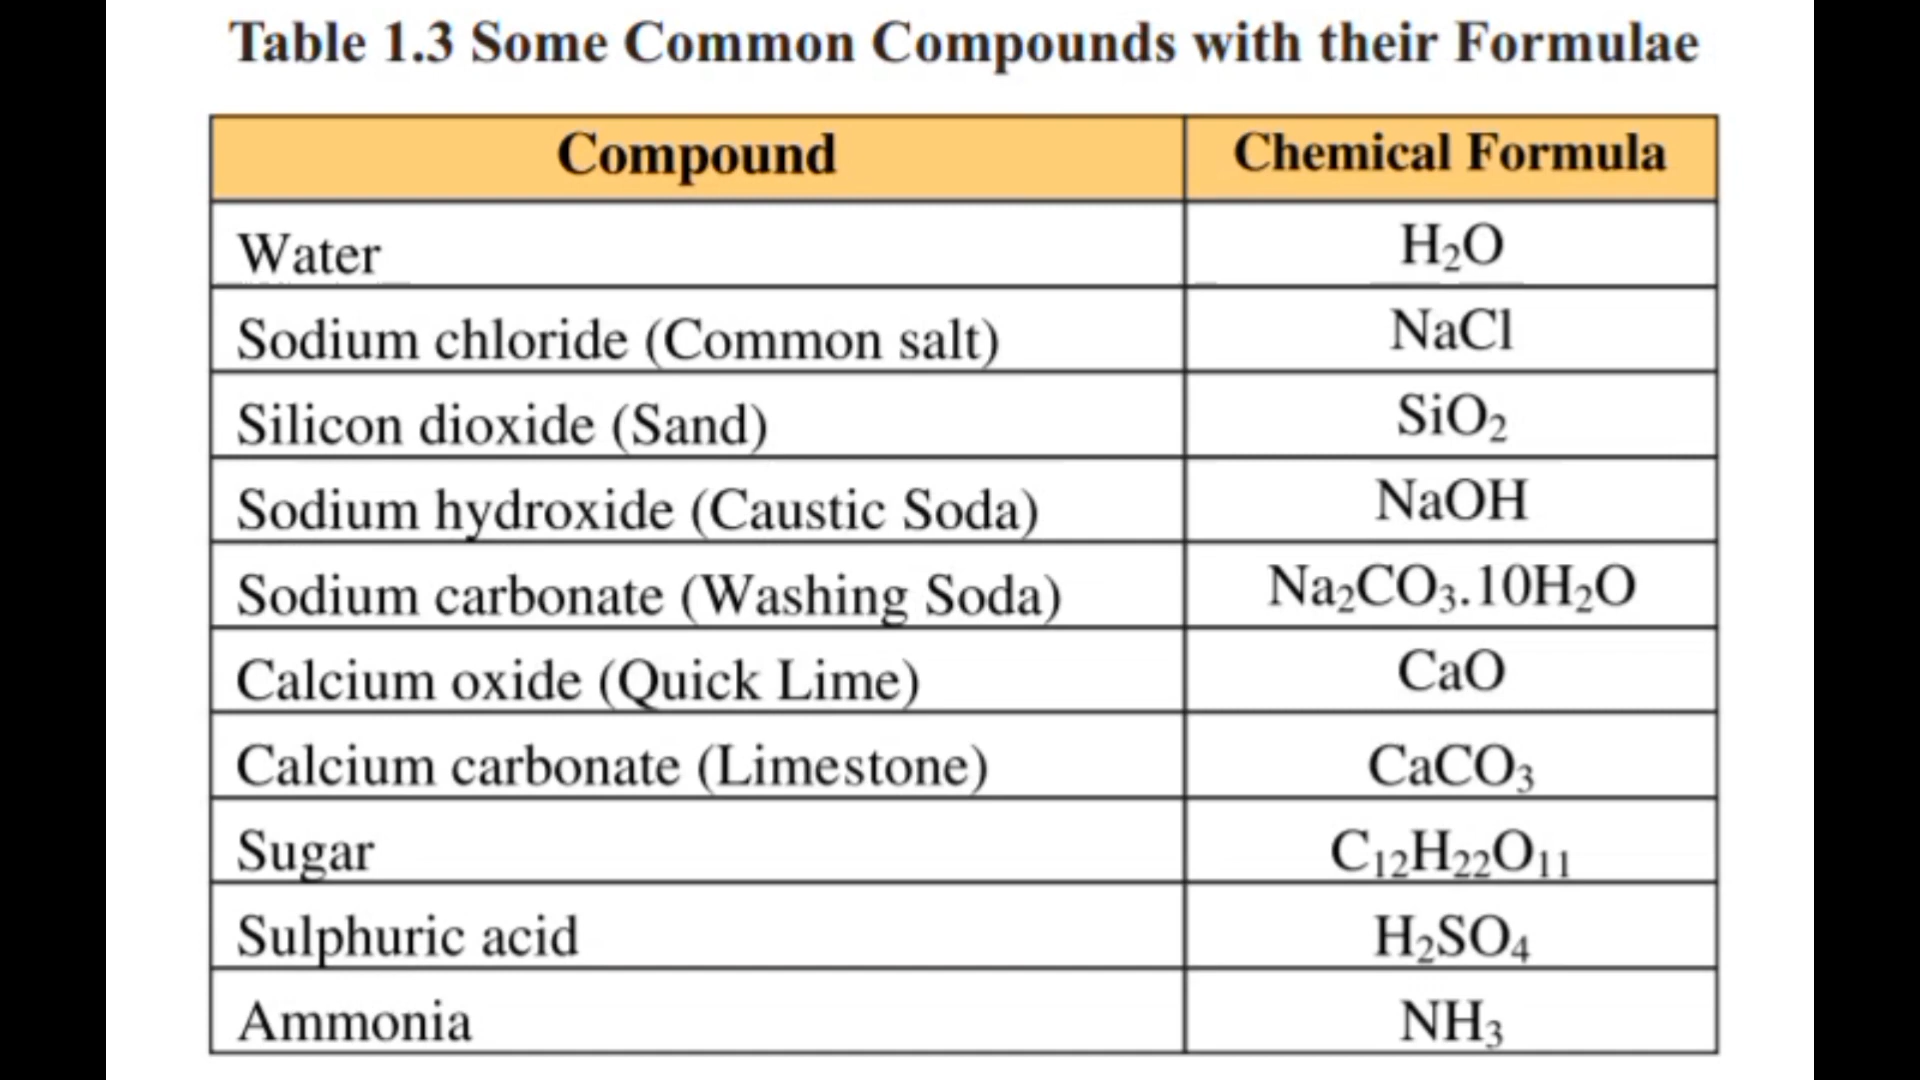 Table 1.3 Some Common Compounds with their Formulae
Compound Chemical Formula
Water H₂O
Sodium chloride (Common salt) NaCl
Silicon dioxide (Sand) SiO₂
Sodium hydroxide (Caustic Soda) NaOH
Sodium carbonate (Washing Soda) Na₂CO₃.10H₂O
Calcium oxide (Quick Lime) CaO
Calcium carbonate (Limestone) CaCO₃
Sugar C₁₂H₂₂O₁₁
Sulphuric acid H₂SO₄
Ammonia NH₃